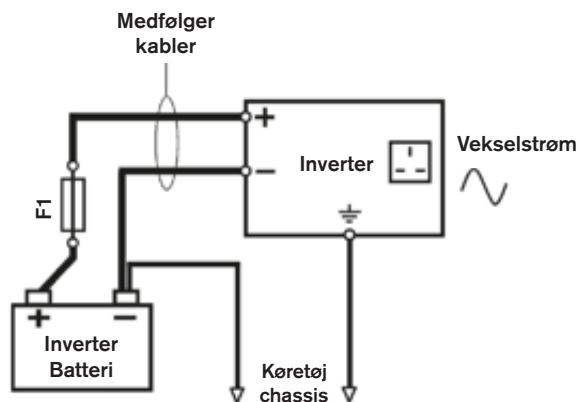 Medfølger
kabler
+
Inverter
Vekselstrøm
−
F1
+ −
Inverter
Batteri
Køretøj
chassis